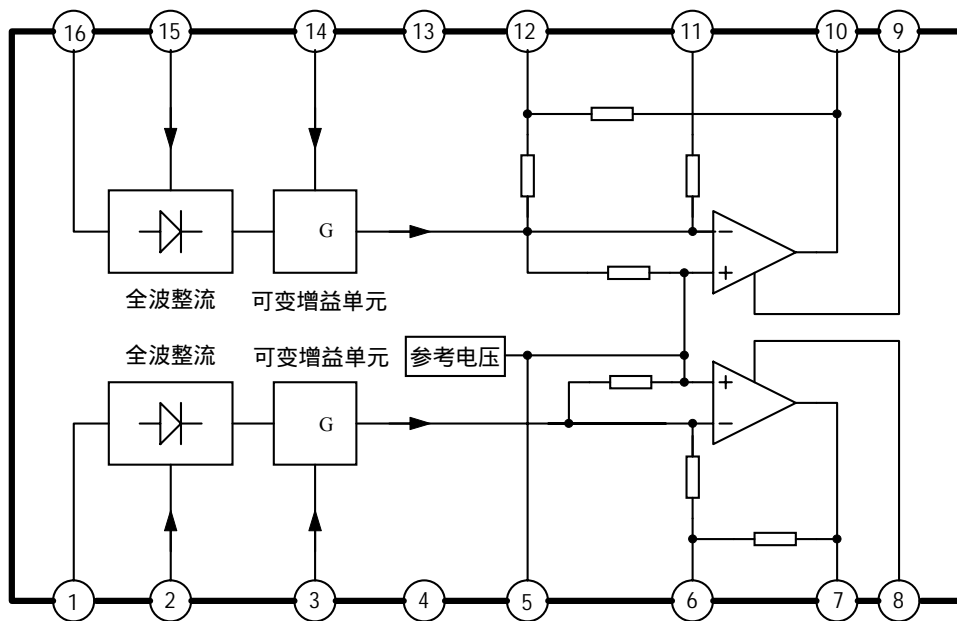 16 15 14 13 12 11 10 9
G
− +
全波整流 可变增益单元
全波整流 可变增益单元 参考电压
G
+ −
1 2 3 4 5 6 7 8